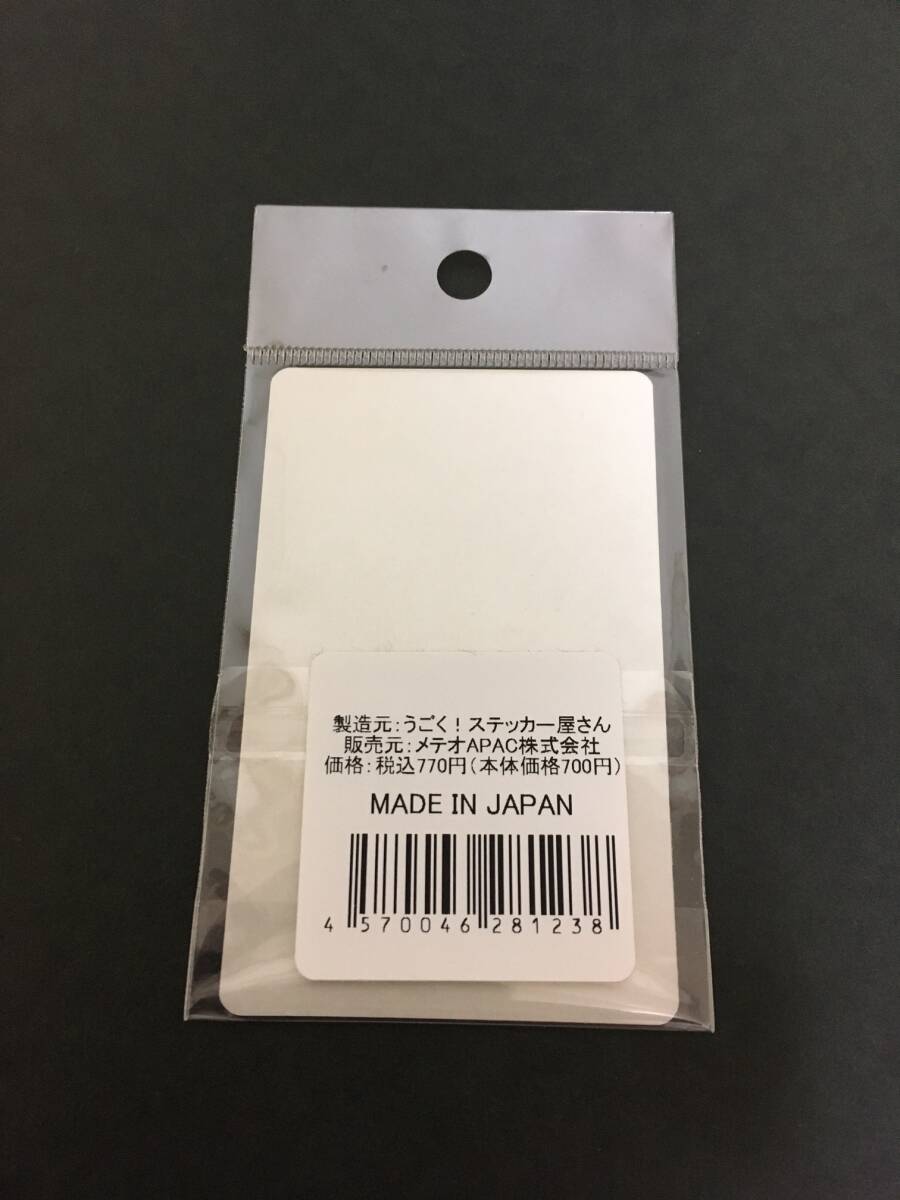 製造元:うごく!ステッカー屋さん
販売元:メテオAPAC株式会社
価格:税込770円(本体価格700円)
MADE IN JAPAN
4 570046 281238